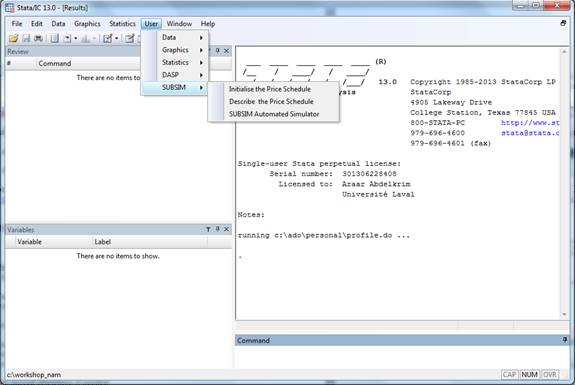 Stata/IC 13.0 - [Results]
File Edit Data Graphics Statistics User Window Help
Review
# Command
There are no items to
Data
Graphics
Statistics
DASP
SUBSIM
Initialise the Price Schedule
Describe the Price Schedule
SUBSIM Automated Simulator
(R)
13.0 Copyright 1985-2013 StataCorp LP
ysis StataCorp
4905 Lakeway Drive
College Station, Texas 77845 USA
800-STATA-PC http://www.st
979-696-4600 stata@stata.c
979-696-4601 (fax)
Single-user Stata perpetual license:
Serial number: 301306228408
Licensed to: Araar Abdelkrim
Université Laval
Notes:
running c:\ado\personal\profile.do ...
.
Variables
Variable Label
There are no items to show.
Command
c:\workshop_nam
CAP NUM OVR